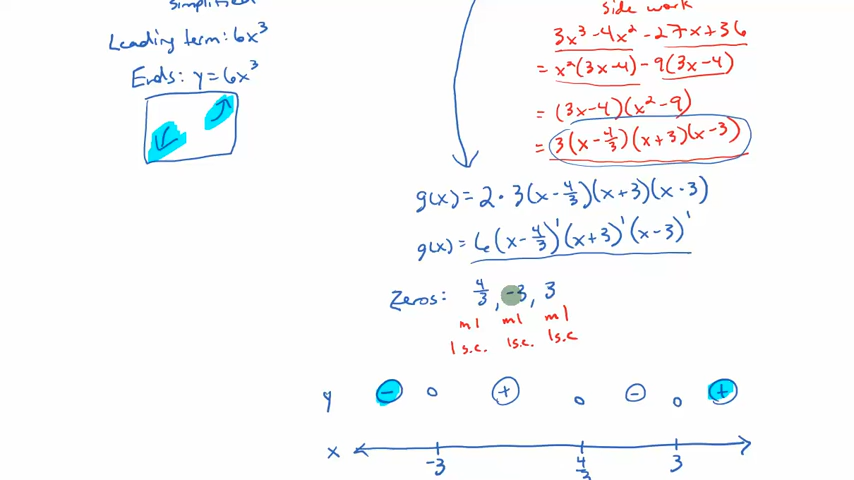 Simplified
Leading term: 6x³
Ends: y = 6x³
side work
3x³ -4x² -27x+36
= x²(3x-4) - 9(3x-4)
= (3x-4)(x²-9)
= 3(x-4/3)(x+3)(x-3)
g(x) = 2·3(x-4/3)(x+3)(x-3)
g(x) = 6(x-4/3)¹(x+3)¹(x-3)¹
Zeros: 4/3, -3, 3
m1 m1 m1
1 s.c. 1s.c. 1s.c
y - 0 + 0 - 0 +
x -3 4/3 3